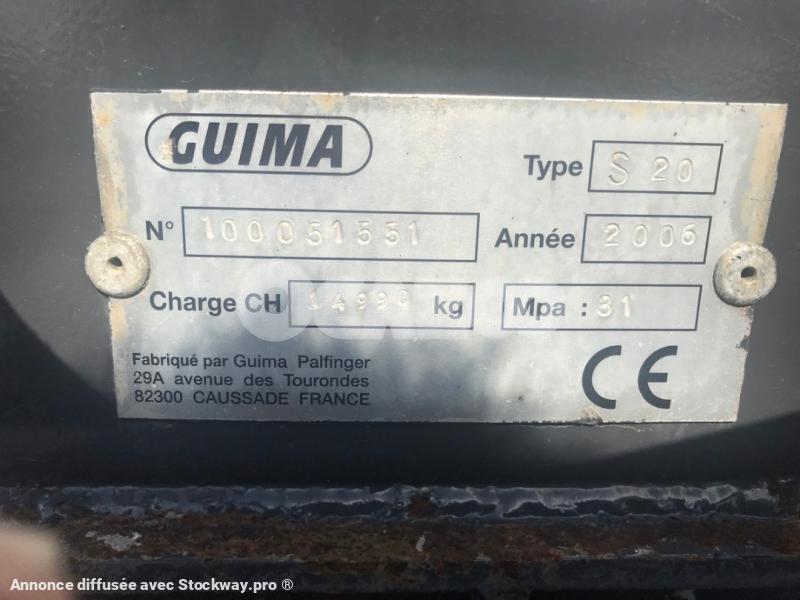 GUIMA
Type S 20
N° 100051551
Année 2006
Charge CH 14990 kg
Mpa : 31
Fabriqué par Guima Palfinger
29A avenue des Tourondes
82300 CAUSSADE FRANCE
CE
Annonce diffusée avec Stockway.pro ®